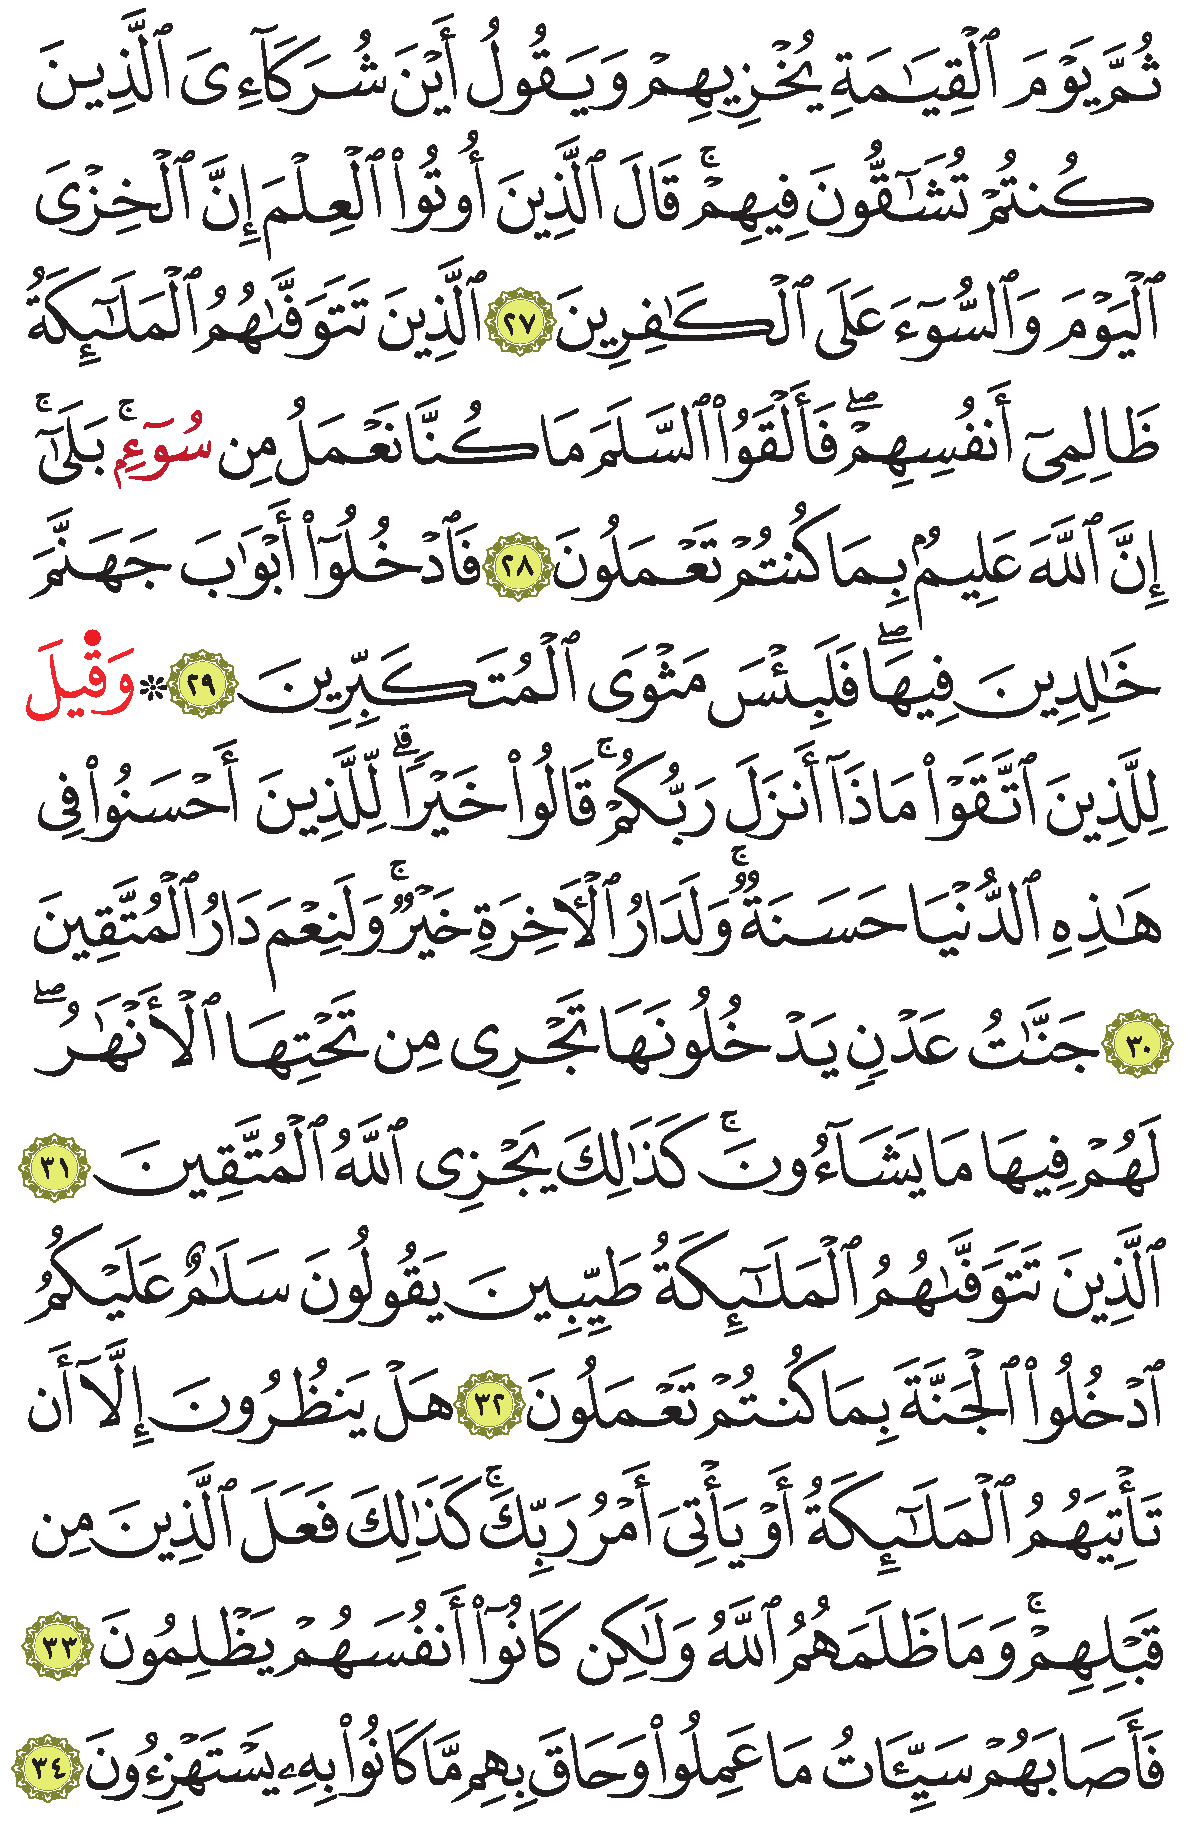 ثُمَّ يَوْمَ ٱلْقِيَٰمَةِ يُخْزِيهِمْ وَيَقُولُ أَيْنَ شُرَكَآءِىَ ٱلَّذِينَ
كُنتُمْ تُشَٰٓقُّونَ فِيهِمْ ۚ قَالَ ٱلَّذِينَ أُوتُوا۟ ٱلْعِلْمَ إِنَّ ٱلْخِزْىَ
ٱلْيَوْمَ وَٱلسُّوٓءَ عَلَى ٱلْكَٰفِرِينَ ٢٧ ٱلَّذِينَ تَتَوَفَّىٰهُمُ ٱلْمَلَٰٓئِكَةُ
ظَالِمِىٓ أَنفُسِهِمْ ۖ فَأَلْقَوُا۟ ٱلسَّلَمَ مَا كُنَّا نَعْمَلُ مِن سُوٓءٍۭ ۚ بَلَىٰٓ ۚ
إِنَّ ٱللَّهَ عَلِيمٌۢ بِمَا كُنتُمْ تَعْمَلُونَ ٢٨ فَٱدْخُلُوٓا۟ أَبْوَٰبَ جَهَنَّمَ
خَٰلِدِينَ فِيهَا ۖ فَلَبِئْسَ مَثْوَى ٱلْمُتَكَبِّرِينَ ٢٩ ۞ وَقِيلَ
لِلَّذِينَ ٱتَّقَوْا۟ مَاذَآ أَنزَلَ رَبُّكُمْ ۚ قَالُوا۟ خَيْرًا ۗ لِّلَّذِينَ أَحْسَنُوا۟ فِى
هَٰذِهِ ٱلدُّنْيَا حَسَنَةٌ ۚ وَلَدَارُ ٱلْـَٔاخِرَةِ خَيْرٌ ۚ وَلَنِعْمَ دَارُ ٱلْمُتَّقِينَ
٣٠ جَنَّٰتُ عَدْنٍ يَدْخُلُونَهَا تَجْرِى مِن تَحْتِهَا ٱلْأَنْهَٰرُ ۖ
لَهُمْ فِيهَا مَا يَشَآءُونَ ۚ كَذَٰلِكَ يَجْزِى ٱللَّهُ ٱلْمُتَّقِينَ ٣١
ٱلَّذِينَ تَتَوَفَّىٰهُمُ ٱلْمَلَٰٓئِكَةُ طَيِّبِينَ يَقُولُونَ سَلَٰمٌ عَلَيْكُمُ
ٱدْخُلُوا۟ ٱلْجَنَّةَ بِمَا كُنتُمْ تَعْمَلُونَ ٣٢ هَلْ يَنظُرُونَ إِلَّآ أَن
تَأْتِيَهُمُ ٱلْمَلَٰٓئِكَةُ أَوْ يَأْتِىَ أَمْرُ رَبِّكَ ۚ كَذَٰلِكَ فَعَلَ ٱلَّذِينَ مِن
قَبْلِهِمْ ۚ وَمَا ظَلَمَهُمُ ٱللَّهُ وَلَٰكِن كَانُوٓا۟ أَنفُسَهُمْ يَظْلِمُونَ ٣٣
فَأَصَابَهُمْ سَيِّـَٔاتُ مَا عَمِلُوا۟ وَحَاقَ بِهِم مَّا كَانُوا۟ بِهِۦ يَسْتَهْزِءُونَ ٣٤